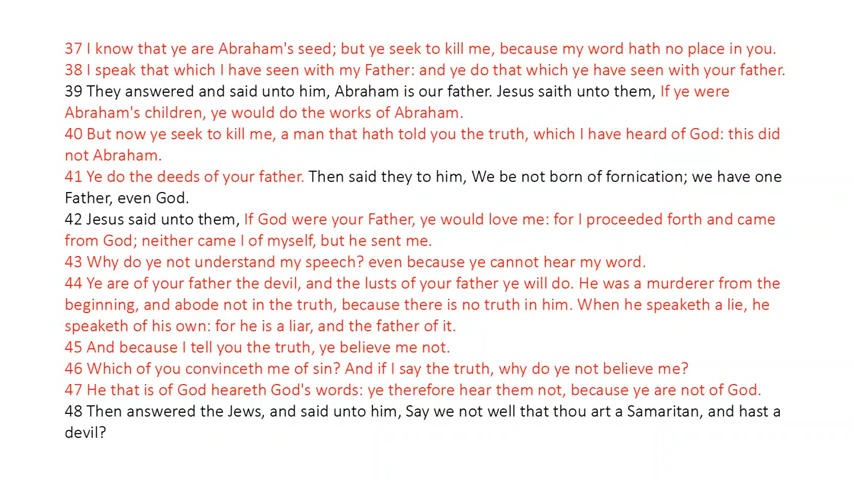 37 I know that ye are Abraham's seed; but ye seek to kill me, because my word hath no place in you.
38 I speak that which I have seen with my Father: and ye do that which ye have seen with your father.
39 They answered and said unto him, Abraham is our father. Jesus saith unto them, If ye were
Abraham's children, ye would do the works of Abraham.
40 But now ye seek to kill me, a man that hath told you the truth, which I have heard of God: this did
not Abraham.
41 Ye do the deeds of your father. Then said they to him, We be not born of fornication; we have one
Father, even God.
42 Jesus said unto them, If God were your Father, ye would love me: for I proceeded forth and came
from God; neither came I of myself, but he sent me.
43 Why do ye not understand my speech? even because ye cannot hear my word.
44 Ye are of your father the devil, and the lusts of your father ye will do. He was a murderer from the
beginning, and abode not in the truth, because there is no truth in him. When he speaketh a lie, he
speaketh of his own: for he is a liar, and the father of it.
45 And because I tell you the truth, ye believe me not.
46 Which of you convinceth me of sin? And if I say the truth, why do ye not believe me?
47 He that is of God heareth God's words: ye therefore hear them not, because ye are not of God.
48 Then answered the Jews, and said unto him, Say we not well that thou art a Samaritan, and hast a
devil?